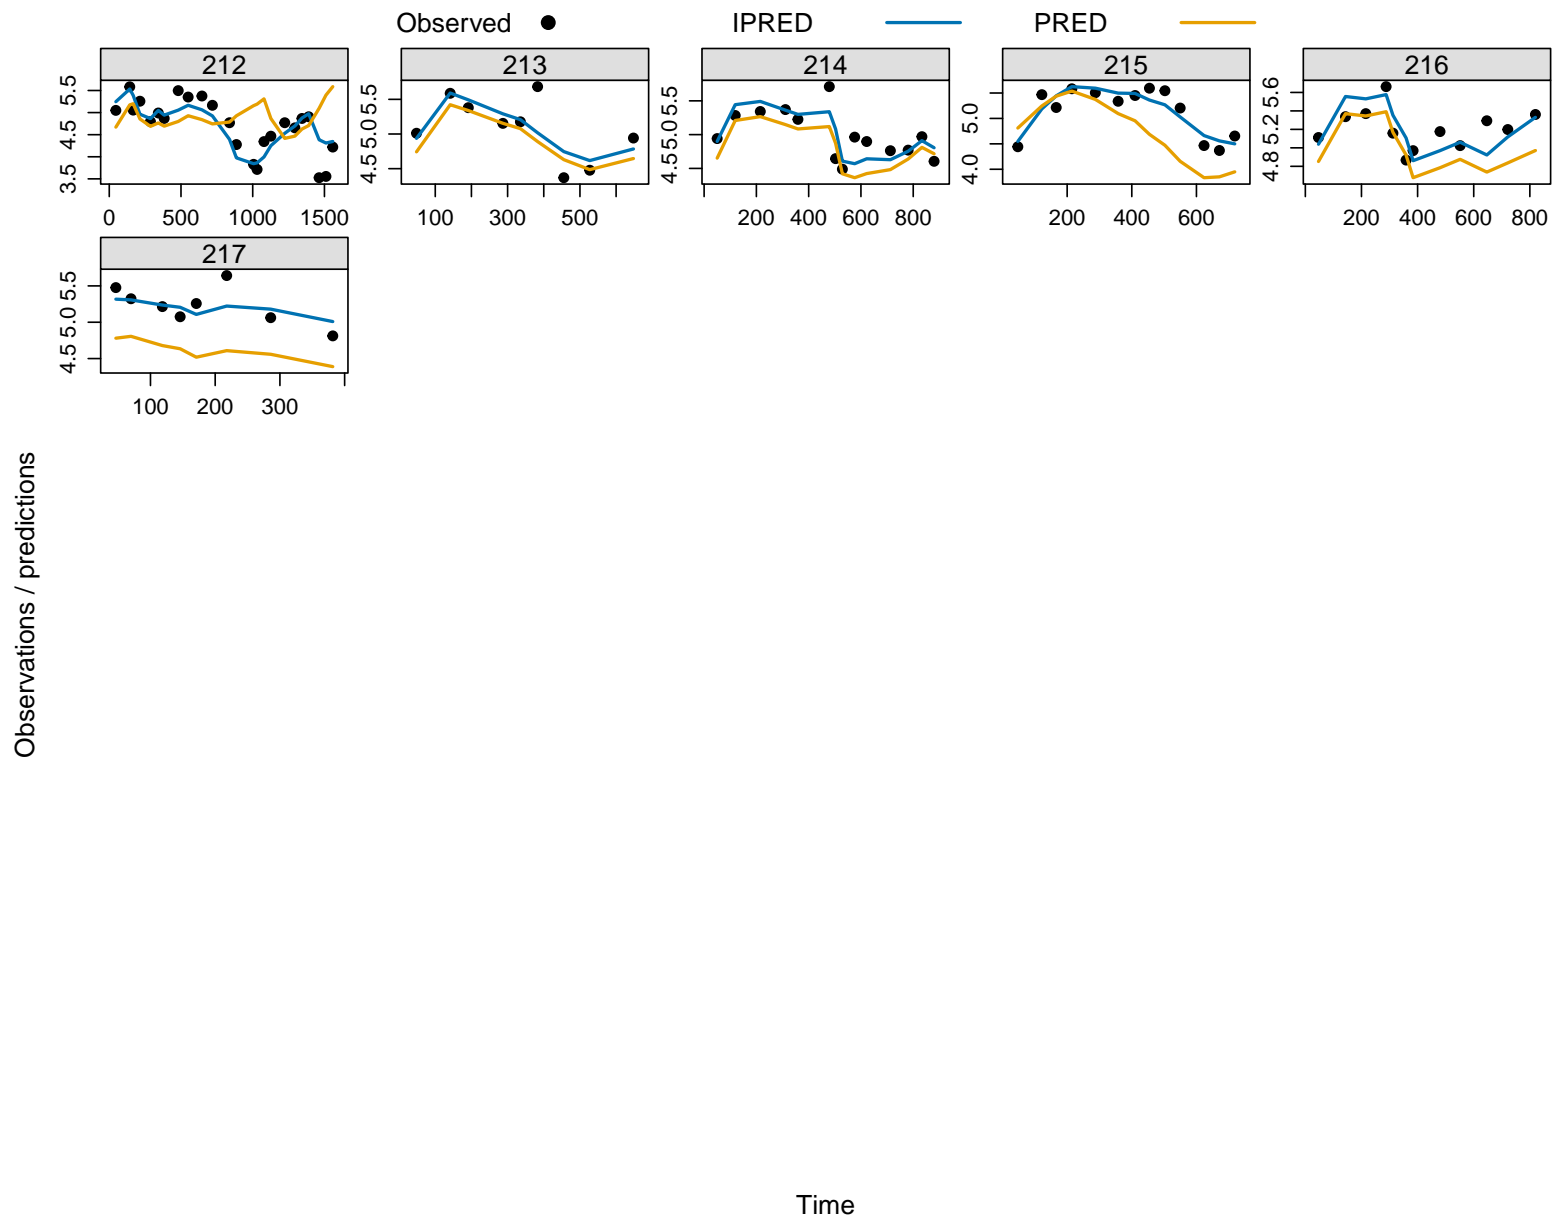 Observed IPRED PRED
212 213 214 215 216
3.5 4.5 5.5 4.5 5.0 5.5 4.5 5.0 5.5 4.0 5.0 4.8 5.2 5.6
0 500 1000 1500 100 300 500 200 400 600 800 200 400 600 200 400 600 800
217
4.5 5.0 5.5
100 200 300
Observations / predictions
Time